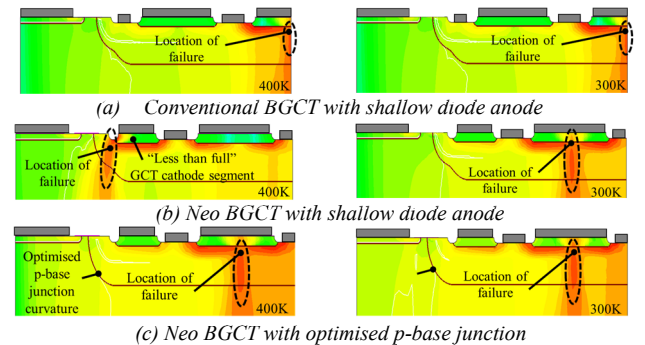 Location of
failure
400K
Location of
failure
300K
(a) Conventional BGCT with shallow diode anode
Location of
failure
"Less than full"
GCT cathode segment
400K
Location of
failure
300K
(b) Neo BGCT with shallow diode anode
Optimised
p-base
junction
curvature
Location of
failure
400K
Location of
failure
300K
(c) Neo BGCT with optimised p-base junction